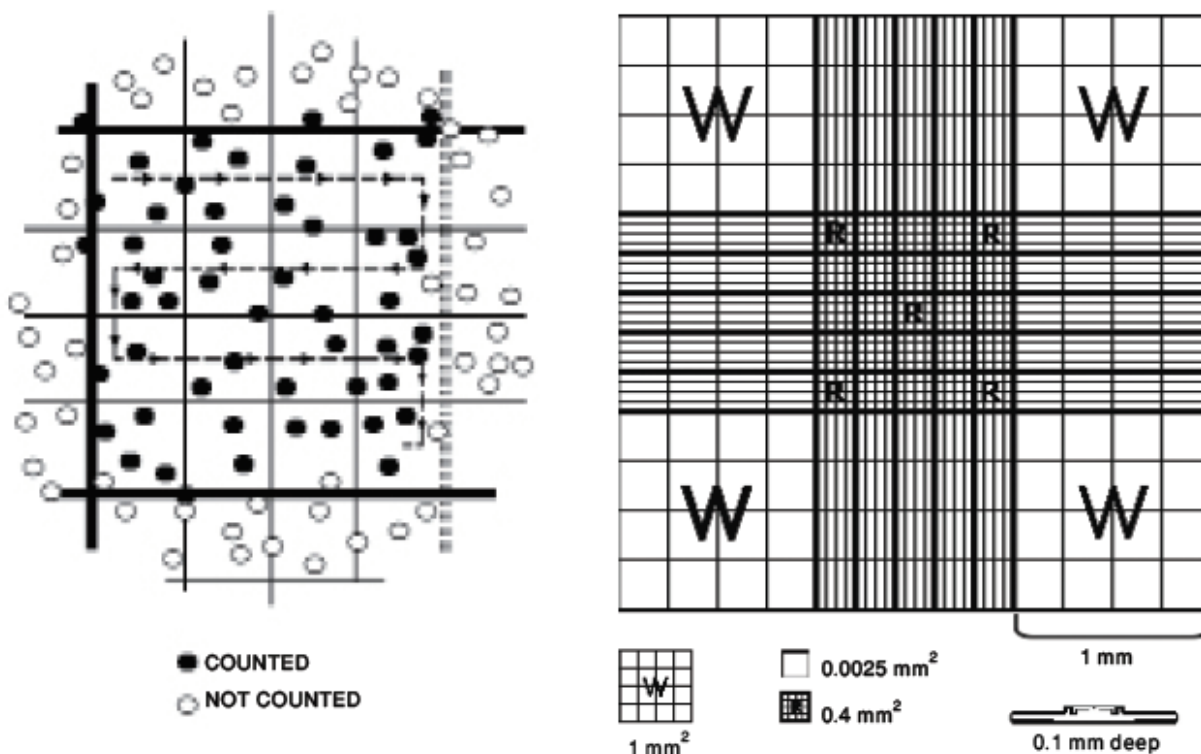 COUNTED
NOT COUNTED
W W
R R
R
R R
W W
1 mm
W
1 mm²
0.0025 mm²
R
0.4 mm²
0.1 mm deep